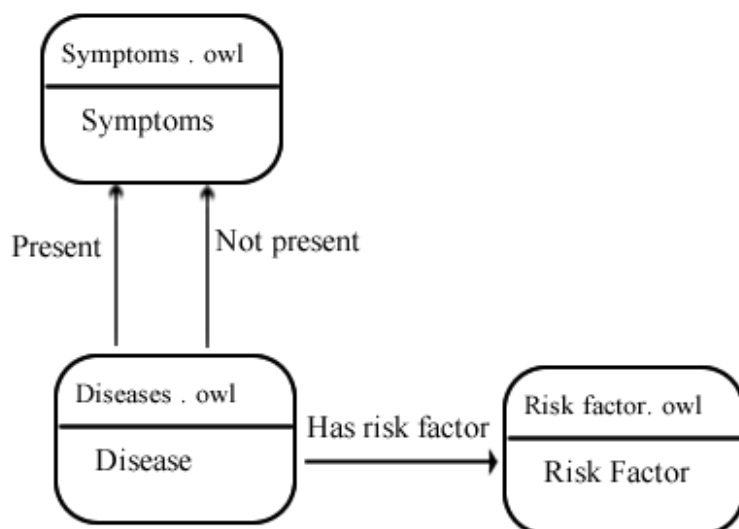 Symptoms . owl
Symptoms
Present
Not present
Diseases . owl
Disease
Has risk factor
Risk factor. owl
Risk Factor